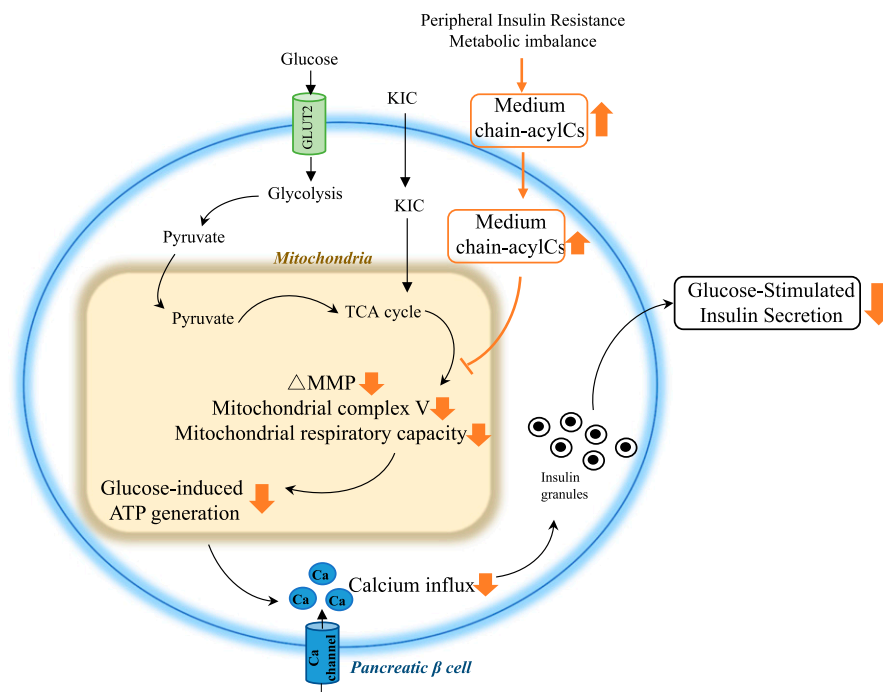 Peripheral Insulin Resistance
Metabolic imbalance
Glucose
KIC
Medium
chain-acylCs
GLUT2
Glycolysis
KIC
Medium
chain-acylCs
Pyruvate
Mitochondria
Glucose-Stimulated
Insulin Secretion
Pyruvate
TCA cycle
△MMP
Mitochondrial complex V
Mitochondrial respiratory capacity
Insulin
granules
Glucose-induced
ATP generation
Ca
Ca
Ca
Calcium influx
Ca
channel
Pancreatic β cell